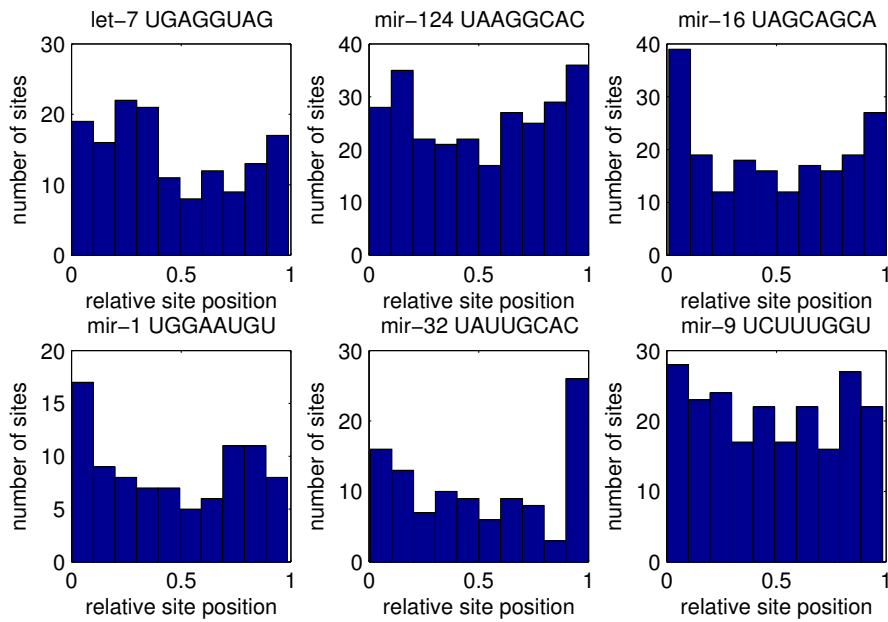 let−7 UGAGGUAG
30
20
10
0
number of sites
0 0.5 1
relative site position
mir−124 UAAGGCAC
40
30
20
10
0
number of sites
0 0.5 1
relative site position
mir−16 UAGCAGCA
40
30
20
10
0
number of sites
0 0.5 1
relative site position
mir−1 UGGAAUGU
20
15
10
5
0
number of sites
0 0.5 1
relative site position
mir−32 UAUUGCAC
30
20
10
0
number of sites
0 0.5 1
relative site position
mir−9 UCUUUGGU
30
20
10
0
number of sites
0 0.5 1
relative site position